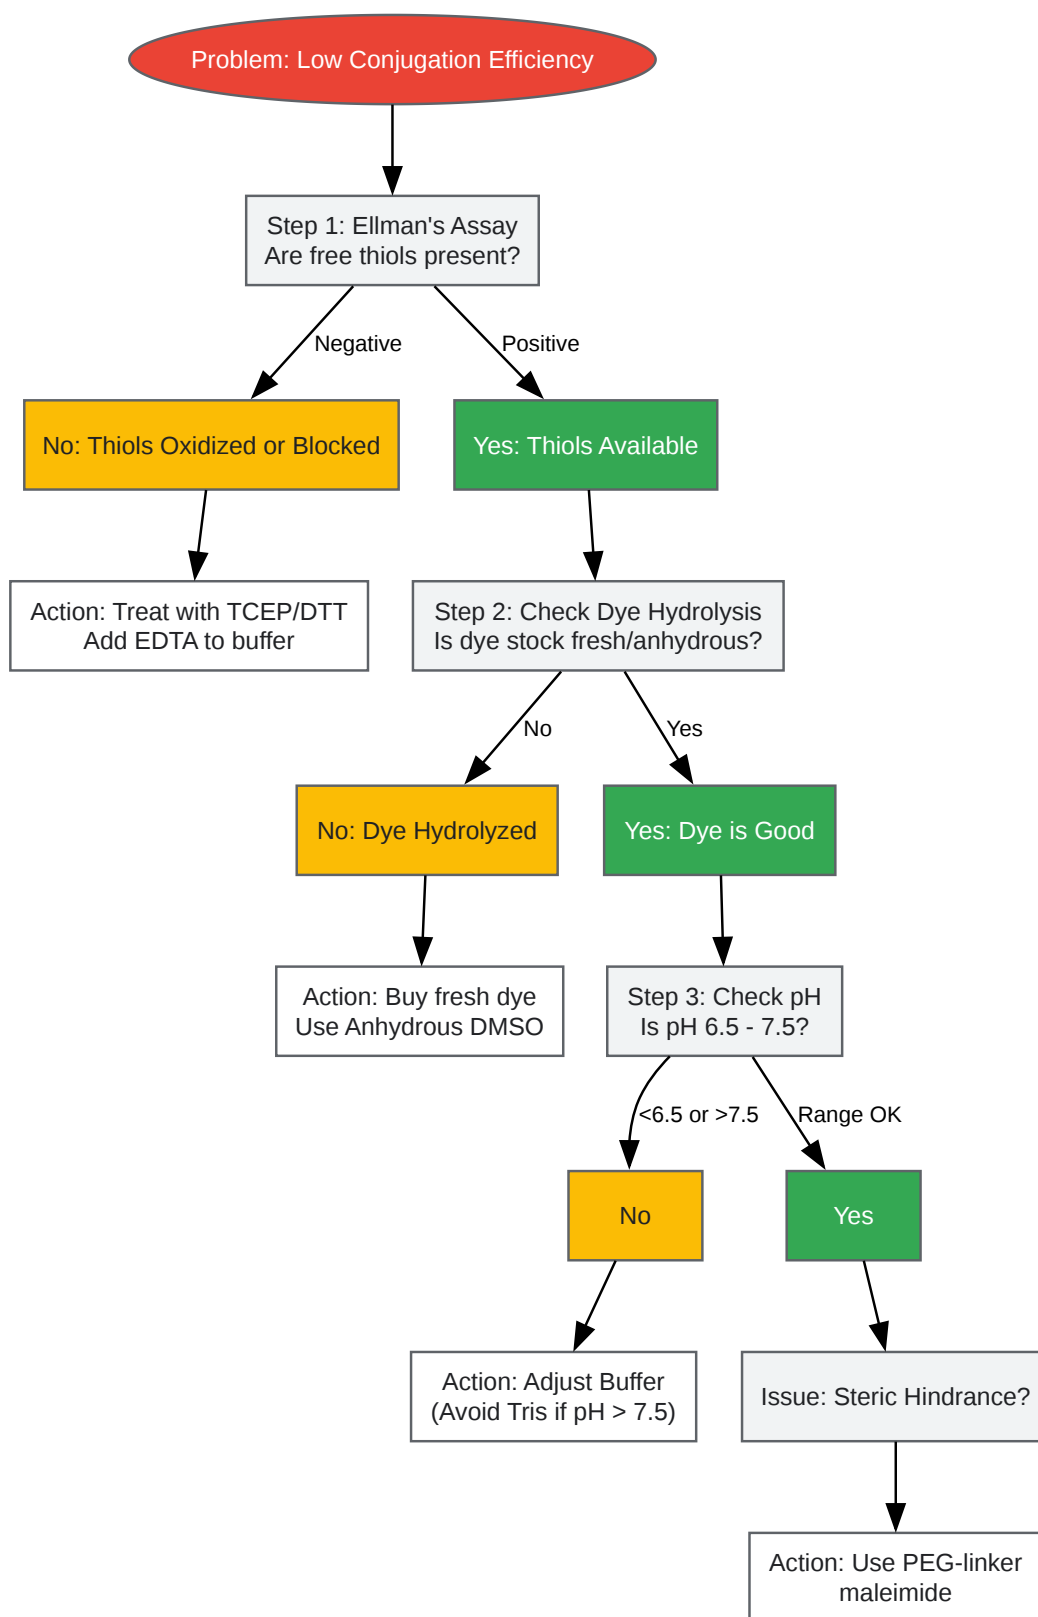 Problem: Low Conjugation Efficiency
Step 1: Ellman's Assay
Are free thiols present?
Negative
Positive
No: Thiols Oxidized or Blocked
Yes: Thiols Available
Action: Treat with TCEP/DTT
Add EDTA to buffer
Step 2: Check Dye Hydrolysis
Is dye stock fresh/anhydrous?
No
Yes
No: Dye Hydrolyzed
Yes: Dye is Good
Action: Buy fresh dye
Use Anhydrous DMSO
Step 3: Check pH
Is pH 6.5 - 7.5?
<6.5 or >7.5
Range OK
No
Yes
Action: Adjust Buffer
(Avoid Tris if pH > 7.5)
Issue: Steric Hindrance?
Action: Use PEG-linker
maleimide